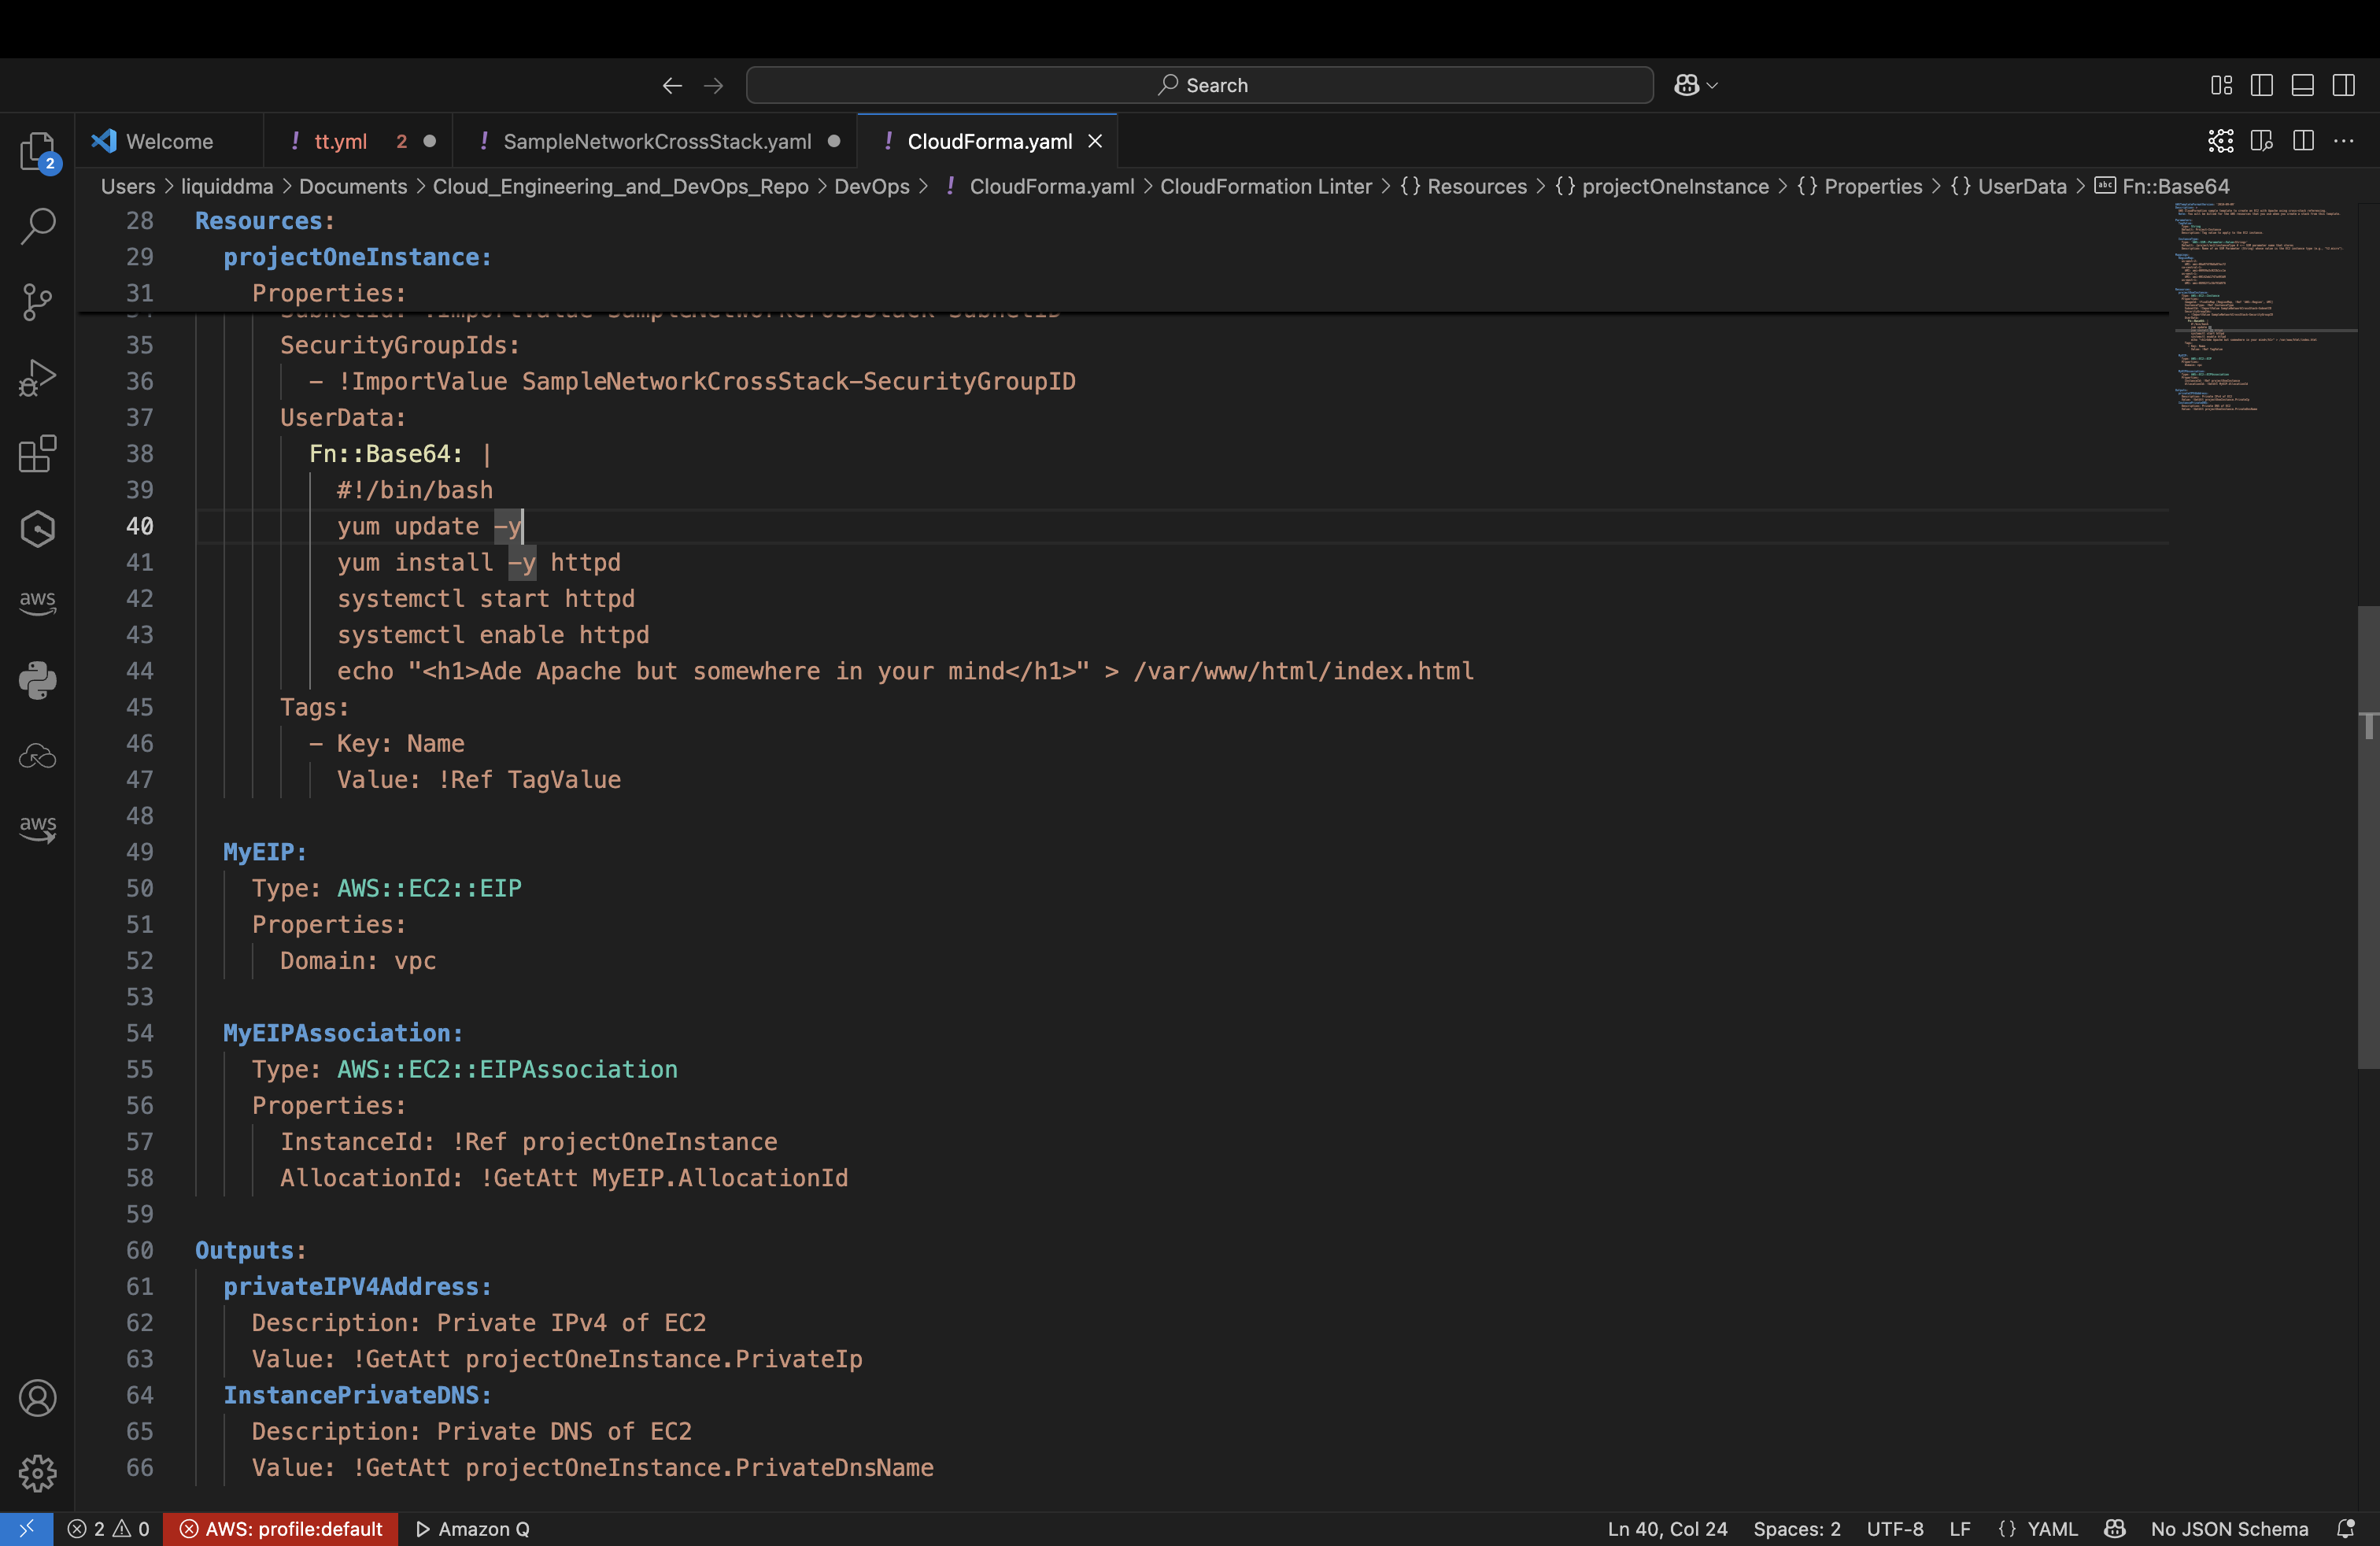 Search
Welcome
! tt.yml 2
! SampleNetworkCrossStack.yaml
! CloudForma.yaml
Users > liquiddma > Documents > Cloud_Engineering_and_DevOps_Repo > DevOps > ! CloudForma.yaml > CloudFormation Linter > {} Resources > {} projectOneInstance > {} Properties > {} UserData > abc Fn::Base64
2
28 Resources:
29 projectOneInstance:
31 Properties:
34 SubnetId: !ImportValue SampleNetworkCrossStack-SubnetID
35 SecurityGroupIds:
36 - !ImportValue SampleNetworkCrossStack-SecurityGroupID
37 UserData:
38 Fn::Base64: |
39 #!/bin/bash
40 yum update -y
41 yum install -y httpd
42 systemctl start httpd
43 systemctl enable httpd
44 echo "<h1>Ade Apache but somewhere in your mind</h1>" > /var/www/html/index.html
45 Tags:
46 - Key: Name
47 Value: !Ref TagValue
48
49 MyEIP:
50 Type: AWS::EC2::EIP
51 Properties:
52 Domain: vpc
53
54 MyEIPAssociation:
55 Type: AWS::EC2::EIPAssociation
56 Properties:
57 InstanceId: !Ref projectOneInstance
58 AllocationId: !GetAtt MyEIP.AllocationId
59
60 Outputs:
61 privateIPV4Address:
62 Description: Private IPv4 of EC2
63 Value: !GetAtt projectOneInstance.PrivateIp
64 InstancePrivateDNS:
65 Description: Private DNS of EC2
66 Value: !GetAtt projectOneInstance.PrivateDnsName
aws
aws
2 0 AWS: profile:default Amazon Q Ln 40, Col 24 Spaces: 2 UTF-8 LF {} YAML No JSON Schema